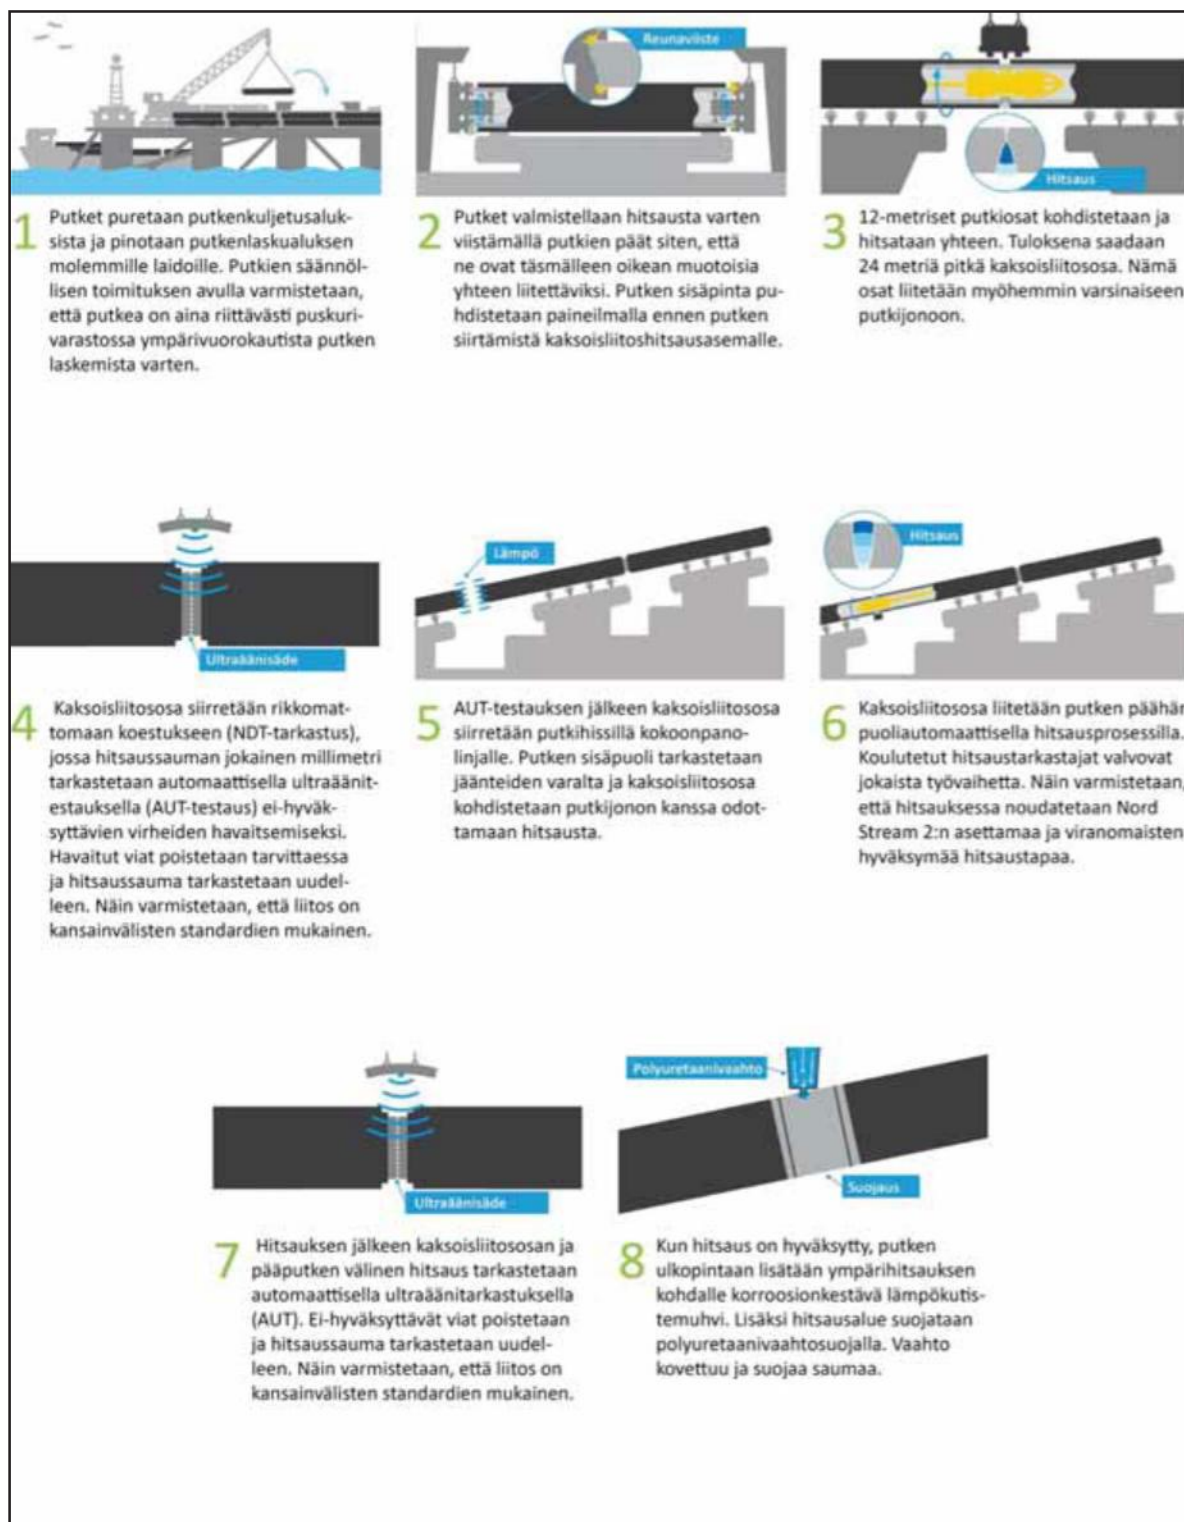 Reunaviiste
Hitsaus
1
Putket puretaan putkenkuljetusaluk-
sista ja pinotaan putkenlaskualuksen
molemmille laidoille. Putkien säännöl-
lisen toimituksen avulla varmistetaan,
että putkea on aina riittävästi puskuri-
varastossa ympärivuorokautista putken
laskemista varten.
2
Putket valmistellaan hitsausta varten
viistämällä putkien päät siten, että
ne ovat täsmälleen oikean muotoisia
yhteen liitettäviksi. Putken sisäpinta pu-
hdistetaan paineilmalla ennen putken
siirtämistä kaksoisliitoshitsausasemalle.
3
12-metriset putkiosat kohdistetaan ja
hitsataan yhteen. Tuloksena saadaan
24 metriä pitkä kaksoisliitososa. Nämä
osat liitetään myöhemmin varsinaiseen
putkijonoon.
Ultraäänisäde
Lämpö
Hitsaus
4
Kaksoisliitososa siirretään rikkomat-
tomaan koestukseen (NDT-tarkastus),
jossa hitsaussauman jokainen millimetri
tarkastetaan automaattisella ultraäänit-
estauksella (AUT-testaus) ei-hyväk-
syttävien virheiden havaitsemiseksi.
Havaitut viat poistetaan tarvittaessa
ja hitsaussauma tarkastetaan uudel-
leen. Näin varmistetaan, että liitos on
kansainvälisten standardien mukainen.
5
AUT-testauksen jälkeen kaksoisliitososa
siirretään putkihissillä kokoonpano-
linjalle. Putken sisäpuoli tarkastetaan
jäänteiden varalta ja kaksoisliitososa
kohdistetaan putkijonon kanssa odot-
tamaan hitsausta.
6
Kaksoisliitososa liitetään putken päähän
puoliautomaattisella hitsausprosessilla.
Koulutetut hitsaustarkastajat valvovat
jokaista työvaihetta. Näin varmistetaan,
että hitsauksessa noudatetaan Nord
Stream 2:n asettamaa ja viranomaisten
hyväksymää hitsaustapaa.
Ultraäänisäde
Polyuretaanivaahto
Suojaus
7
Hitsauksen jälkeen kaksoisliitososan ja
pääputken välinen hitsaus tarkastetaan
automaattisella ultraäänitarkastuksella
(AUT). Ei-hyväksyttävät viat poistetaan
ja hitsaussauma tarkastetaan uudel-
leen. Näin varmistetaan, että liitos on
kansainvälisten standardien mukainen.
8
Kun hitsaus on hyväksytty, putken
ulkopintaan lisätään ympärihitsauksen
kohdalle korroosionkestävä lämpökutis-
temuhvi. Lisäksi hitsausalue suojataan
polyuretaanivaahtosuojalla. Vaahto
kovettuu ja suojaa saumaa.